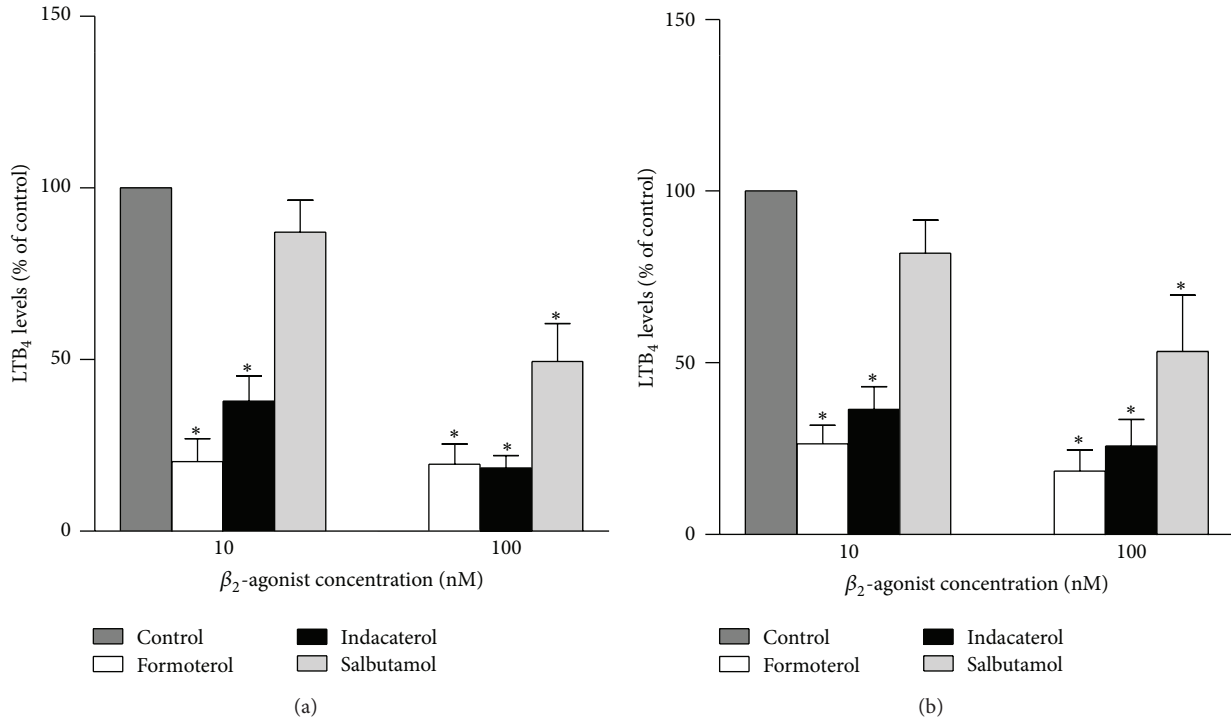 150
100
50
0
LTB4 levels (% of control)
*
*
*
*
*
10
100
β2-agonist concentration (nM)
Control
Indacaterol
Formoterol
Salbutamol
(a)
150
100
50
0
LTB4 levels (% of control)
*
*
*
*
*
10
100
β2-agonist concentration (nM)
Control
Indacaterol
Formoterol
Salbutamol
(b)